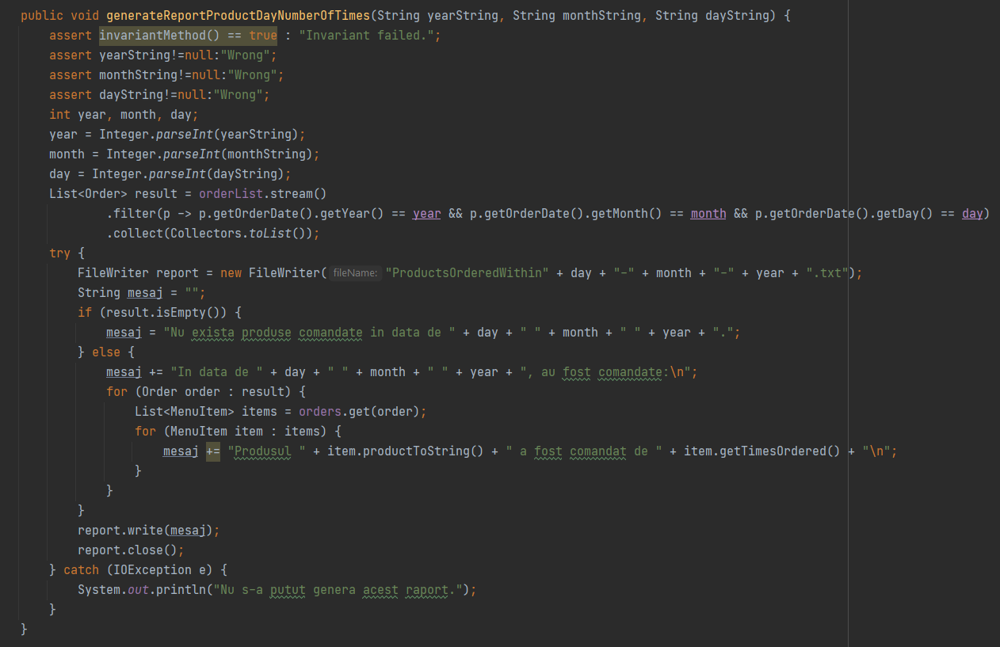 public void generateReportProductDayNumberOfTimes(String yearString, String monthString, String dayString) {
assert invariantMethod() == true : "Invariant failed.";
assert yearString!=null:"Wrong";
assert monthString!=null:"Wrong";
assert dayString!=null:"Wrong";
int year, month, day;
year = Integer.parseInt(yearString);
month = Integer.parseInt(monthString);
day = Integer.parseInt(dayString);
List<Order> result = orderList.stream()
.filter(p -> p.getOrderDate().getYear() == year && p.getOrderDate().getMonth() == month && p.getOrderDate().getDay() == day)
.collect(Collectors.toList());
try {
FileWriter report = new FileWriter( fileName: "ProductsOrderedWithin" + day + "-" + month + "-" + year + ".txt");
String mesaj = "";
if (result.isEmpty()) {
mesaj = "Nu exista produse comandate in data de " + day + " " + month + " " + year + ".";
} else {
mesaj += "In data de " + day + " " + month + " " + year + ", au fost comandate:\n";
for (Order order : result) {
List<MenuItem> items = orders.get(order);
for (MenuItem item : items) {
mesaj += "Produsul " + item.productToString() + " a fost comandat de " + item.getTimesOrdered() + "\n";
}
}
}
report.write(mesaj);
report.close();
} catch (IOException e) {
System.out.println("Nu s-a putut genera acest raport.");
}
}